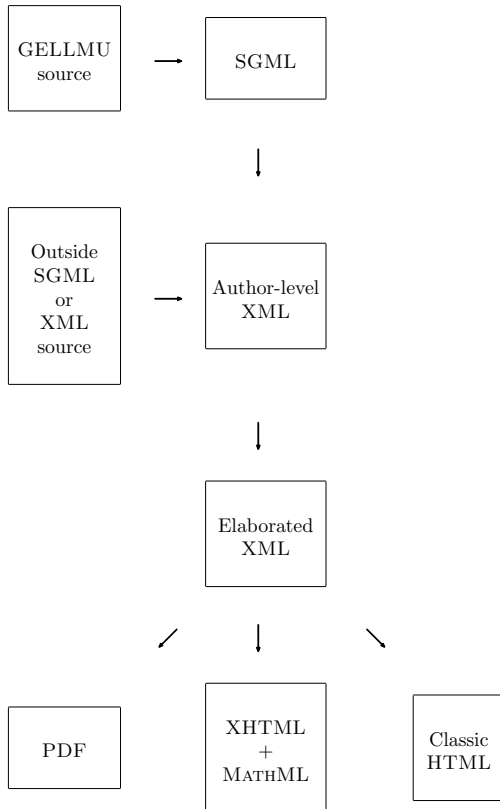 GELLMU
source
SGML
Outside
SGML
or
XML
source
Author-level
XML
Elaborated
XML
PDF
XHTML
+
MATHML
Classic
HTML